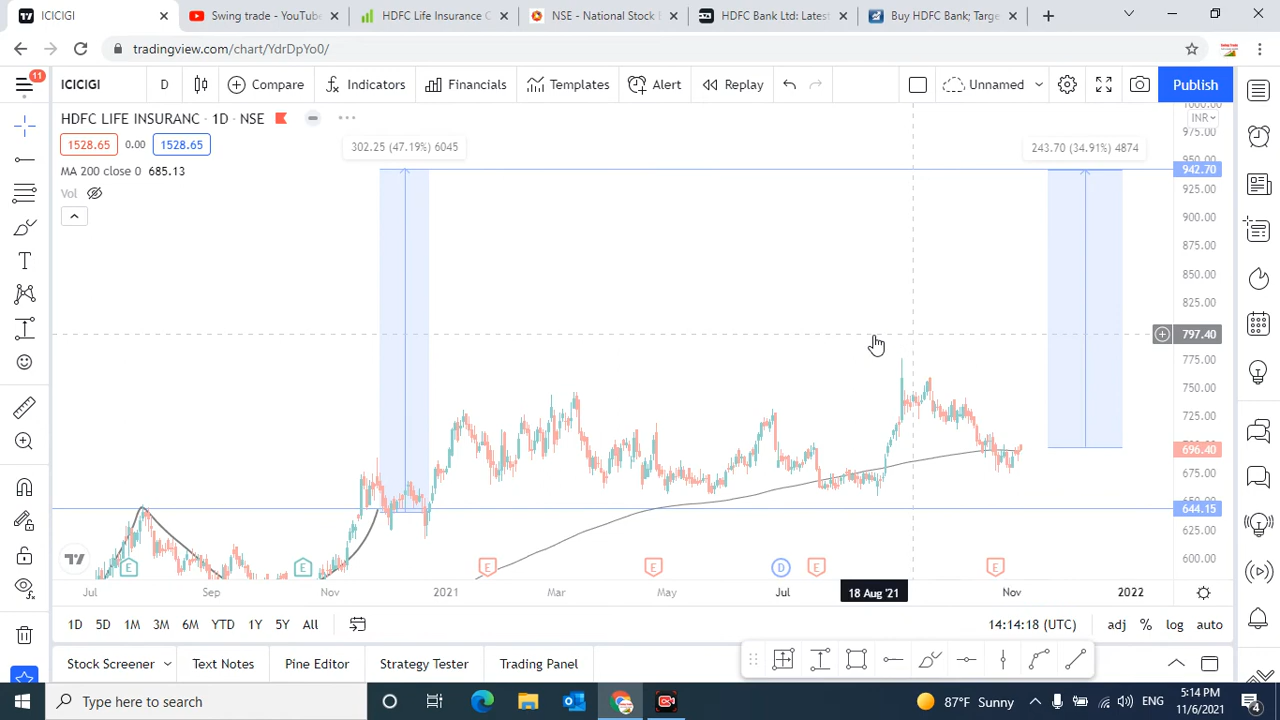 ICICIGI
Swing trade - YouTube
HDFC Life Insurance C
NSE - National Stock E
HDFC Bank Ltd: Latest
Buy HDFC Bank; Targe
tradingview.com/chart/YdrDpYo0/
11
ICICIGI
D
Compare
Indicators
Financials
Templates
Alert
Replay
Unnamed
Publish
HDFC LIFE INSURANC · 1D · NSE
1528.65
0.00
1528.65
MA 200 close 0 685.13
Vol
302.25 (47.19%) 6045
243.70 (34.91%) 4874
1000.00
INR
975.00
950.00
942.70
925.00
900.00
875.00
850.00
825.00
797.40
775.00
750.00
725.00
696.40
675.00
650.00
644.15
625.00
600.00
E
E
E
E
D
E
E
Jul
Sep
Nov
2021
Mar
May
Jul
18 Aug '21
Nov
2022
1D
5D
1M
3M
6M
YTD
1Y
5Y
All
14:14:18 (UTC)
adj
%
log
auto
Stock Screener
Text Notes
Pine Editor
Strategy Tester
Trading Panel
Type here to search
87°F Sunny
ENG
5:14 PM
11/6/2021
4